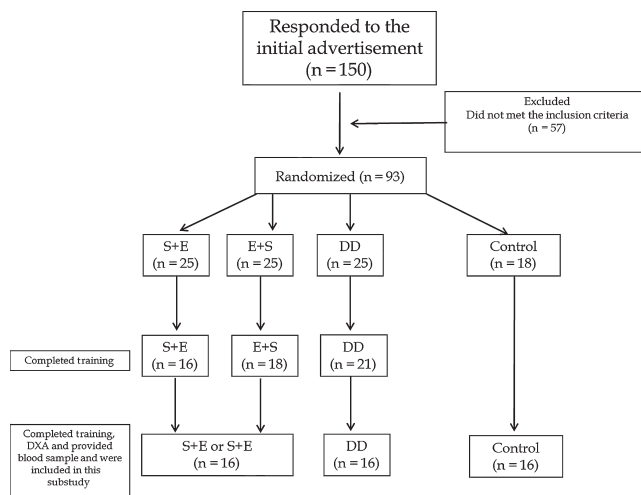 Responded to the
initial advertisement
(n = 150)
Excluded
Did not met the inclusion criteria
(n = 57)
Randomized (n = 93)
S+E
(n = 25)
E+S
(n = 25)
DD
(n = 25)
Control
(n = 18)
Completed training
S+E
(n = 16)
E+S
(n = 18)
DD
(n = 21)
Completed training,
DXA and provided
blood sample and were
included in this
substudy
S+E or S+E
(n = 16)
DD
(n = 16)
Control
(n = 16)